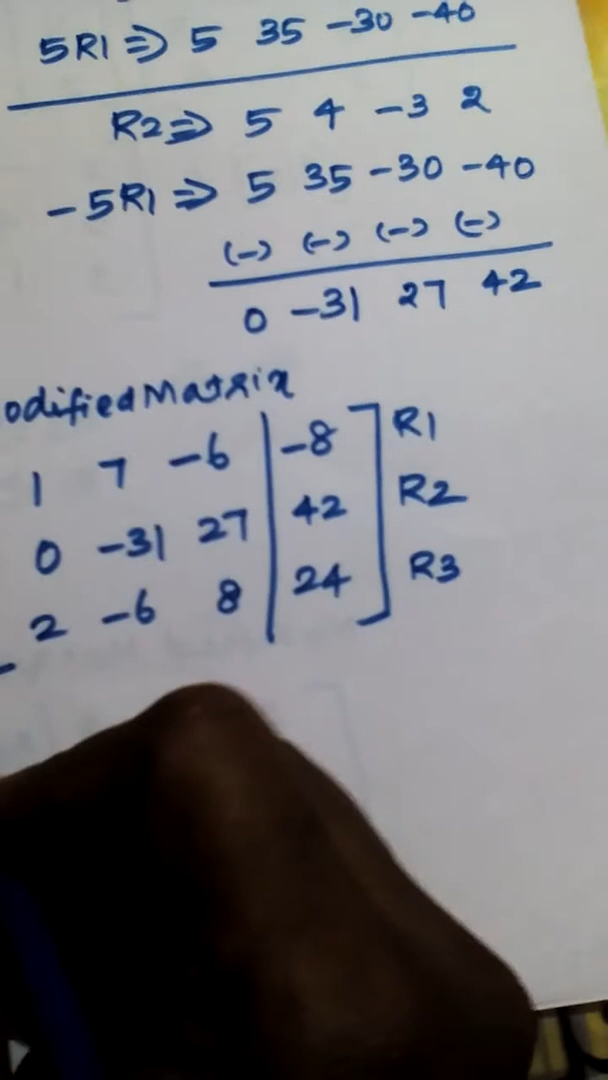 5R1 ⇒ 5 35 -30 -40
R2 ⇒ 5 4 -3 2
-5R1 ⇒ 5 35 -30 -40
(-) (-) (-) (-)
0 -31 27 42
odified Matrix
1 7 -6 | -8 ] R1
0 -31 27 | 42 ] R2
2 -6 8 | 24 ] R3